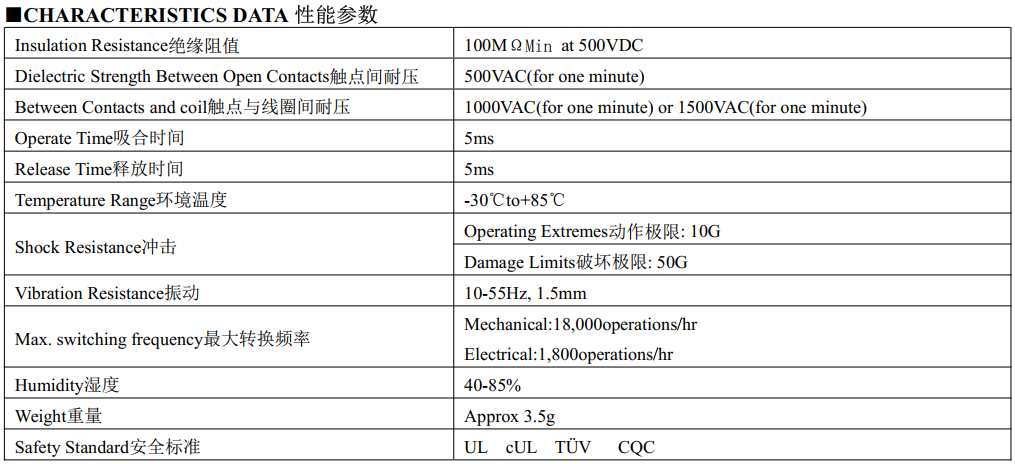 ■CHARACTERISTICS DATA 性能参数
Insulation Resistance绝缘阻值 100MΩMin at 500VDC
Dielectric Strength Between Open Contacts触点间耐压 500VAC(for one minute)
Between Contacts and coil触点与线圈间耐压 1000VAC(for one minute) or 1500VAC(for one minute)
Operate Time吸合时间 5ms
Release Time释放时间 5ms
Temperature Range环境温度 -30℃to+85℃
Shock Resistance冲击 Operating Extremes动作极限: 10G
Damage Limits破坏极限: 50G
Vibration Resistance振动 10-55Hz, 1.5mm
Max. switching frequency最大转换频率 Mechanical:18,000operations/hr
Electrical:1,800operations/hr
Humidity湿度 40-85%
Weight重量 Approx 3.5g
Safety Standard安全标准 UL cUL TÜV CQC